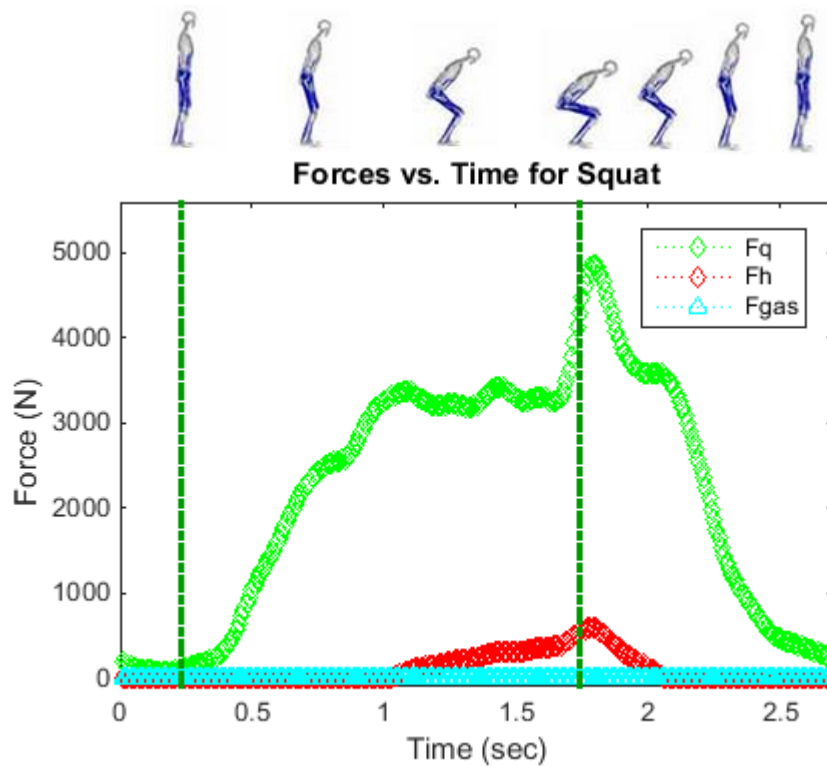 Forces vs. Time for Squat
5000
4000
3000
2000
1000
0
Force (N)
Fq
Fh
Fgas
0 0.5 1 1.5 2 2.5
Time (sec)